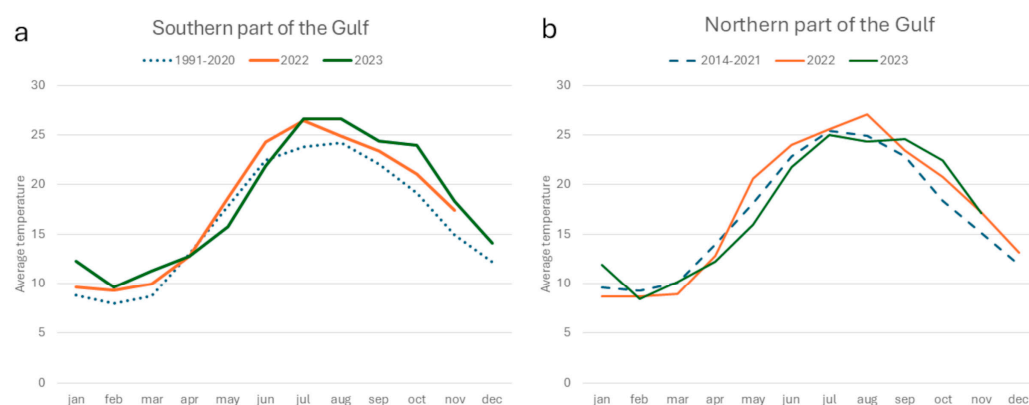 a
Southern part of the Gulf
1991-2020 2022 2023
30
25
20
15
10
5
0
Average temperature
jan feb mar apr may jun jul aug sep oct nov dec
b
Northern part of the Gulf
2014-2021 2022 2023
30
25
20
15
10
5
0
Average temperature
jan feb mar apr may jun jul aug sep oct nov dec